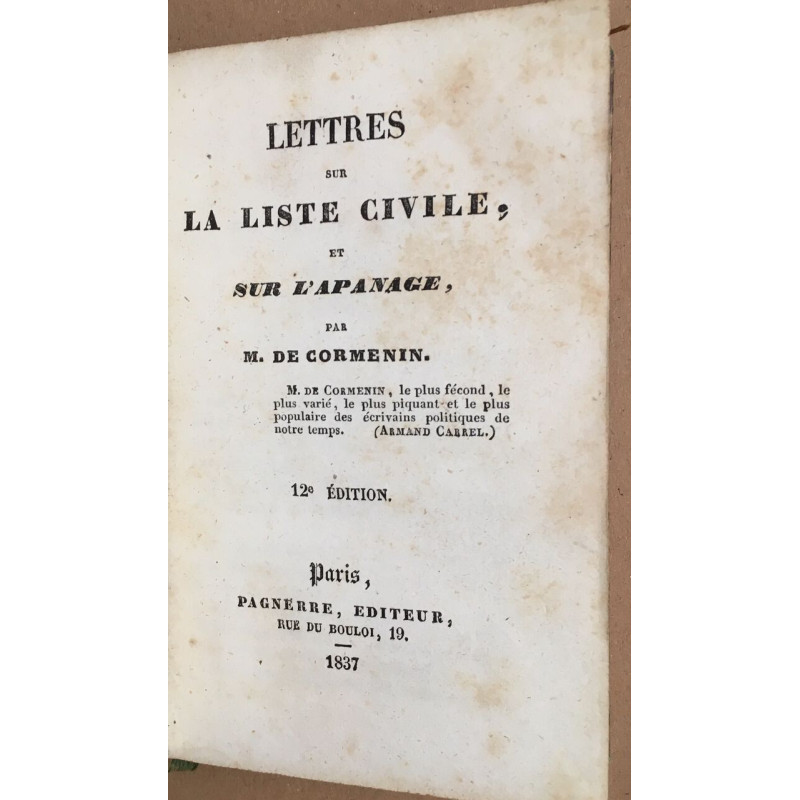 LETTRES
SUR
LA LISTE CIVILE,
ET
SUR L'APANAGE,
PAR
M. DE CORMENIN.
M. DE CORMENIN, le plus fécond, le
plus varié, le plus piquant et le plus
populaire des écrivains politiques de
notre temps. (ARMAND CARREL.)
12e ÉDITION.
Paris,
PAGNERRE, EDITEUR,
RUE DU BOULOI, 19.
1837